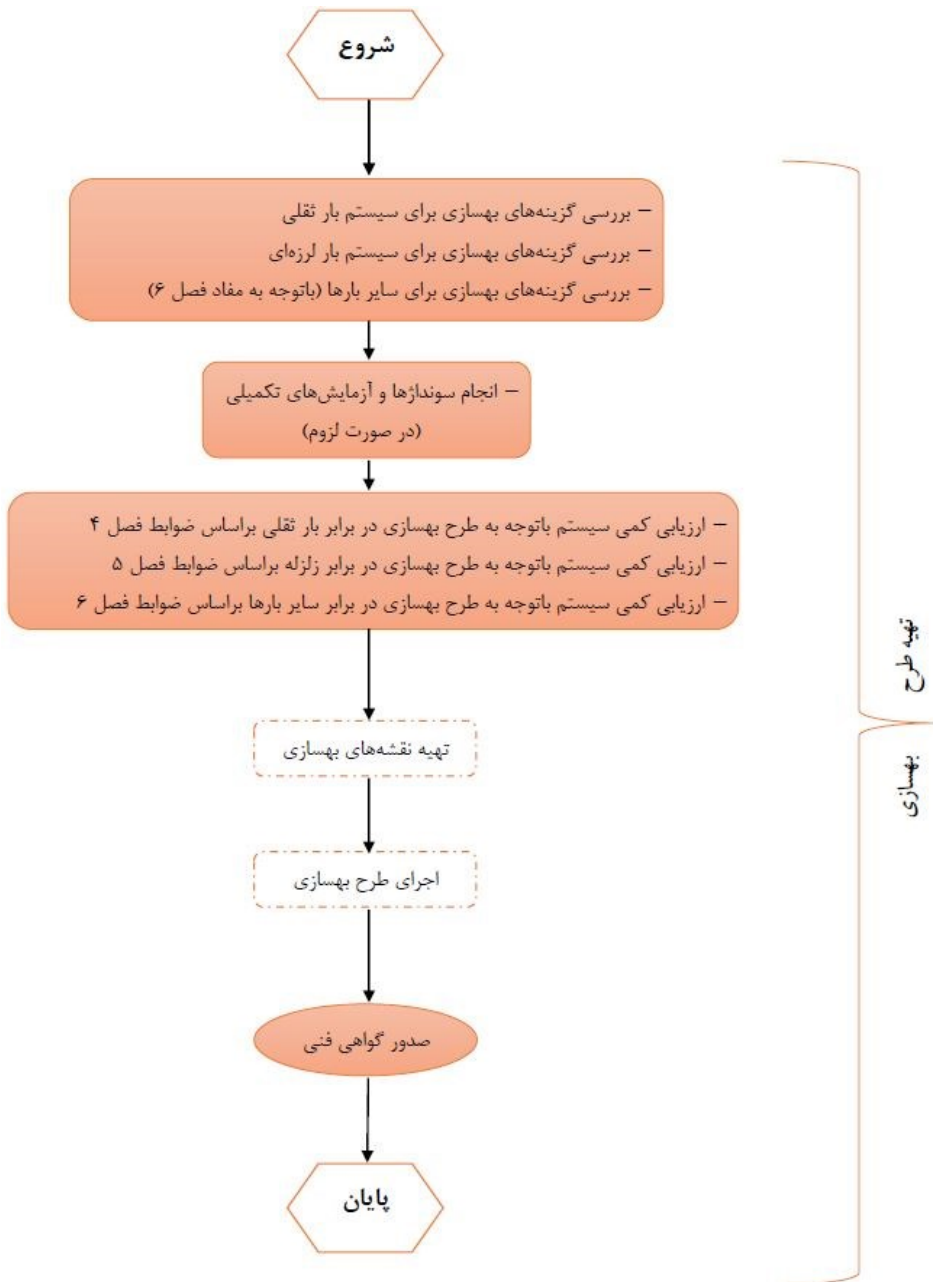 شروع
– بررسی گزینه‌های بهسازی برای سیستم بار ثقلی
– بررسی گزینه‌های بهسازی برای سیستم بار لرزه‌ای
– بررسی گزینه‌های بهسازی برای سایر بارها (باتوجه به مفاد فصل ۶)
– انجام سونداژها و آزمایش‌های تکمیلی
(در صورت لزوم)
– ارزیابی کمی سیستم باتوجه به طرح بهسازی در برابر بار ثقلی براساس ضوابط فصل ۴
– ارزیابی کمی سیستم باتوجه به طرح بهسازی در برابر زلزله براساس ضوابط فصل ۵
– ارزیابی کمی سیستم باتوجه به طرح بهسازی در برابر سایر بارها براساس ضوابط فصل ۶
تهیه نقشه‌های بهسازی
اجرای طرح بهسازی
صدور گواهی فنی
پایان
تهیه طرح بهسازی